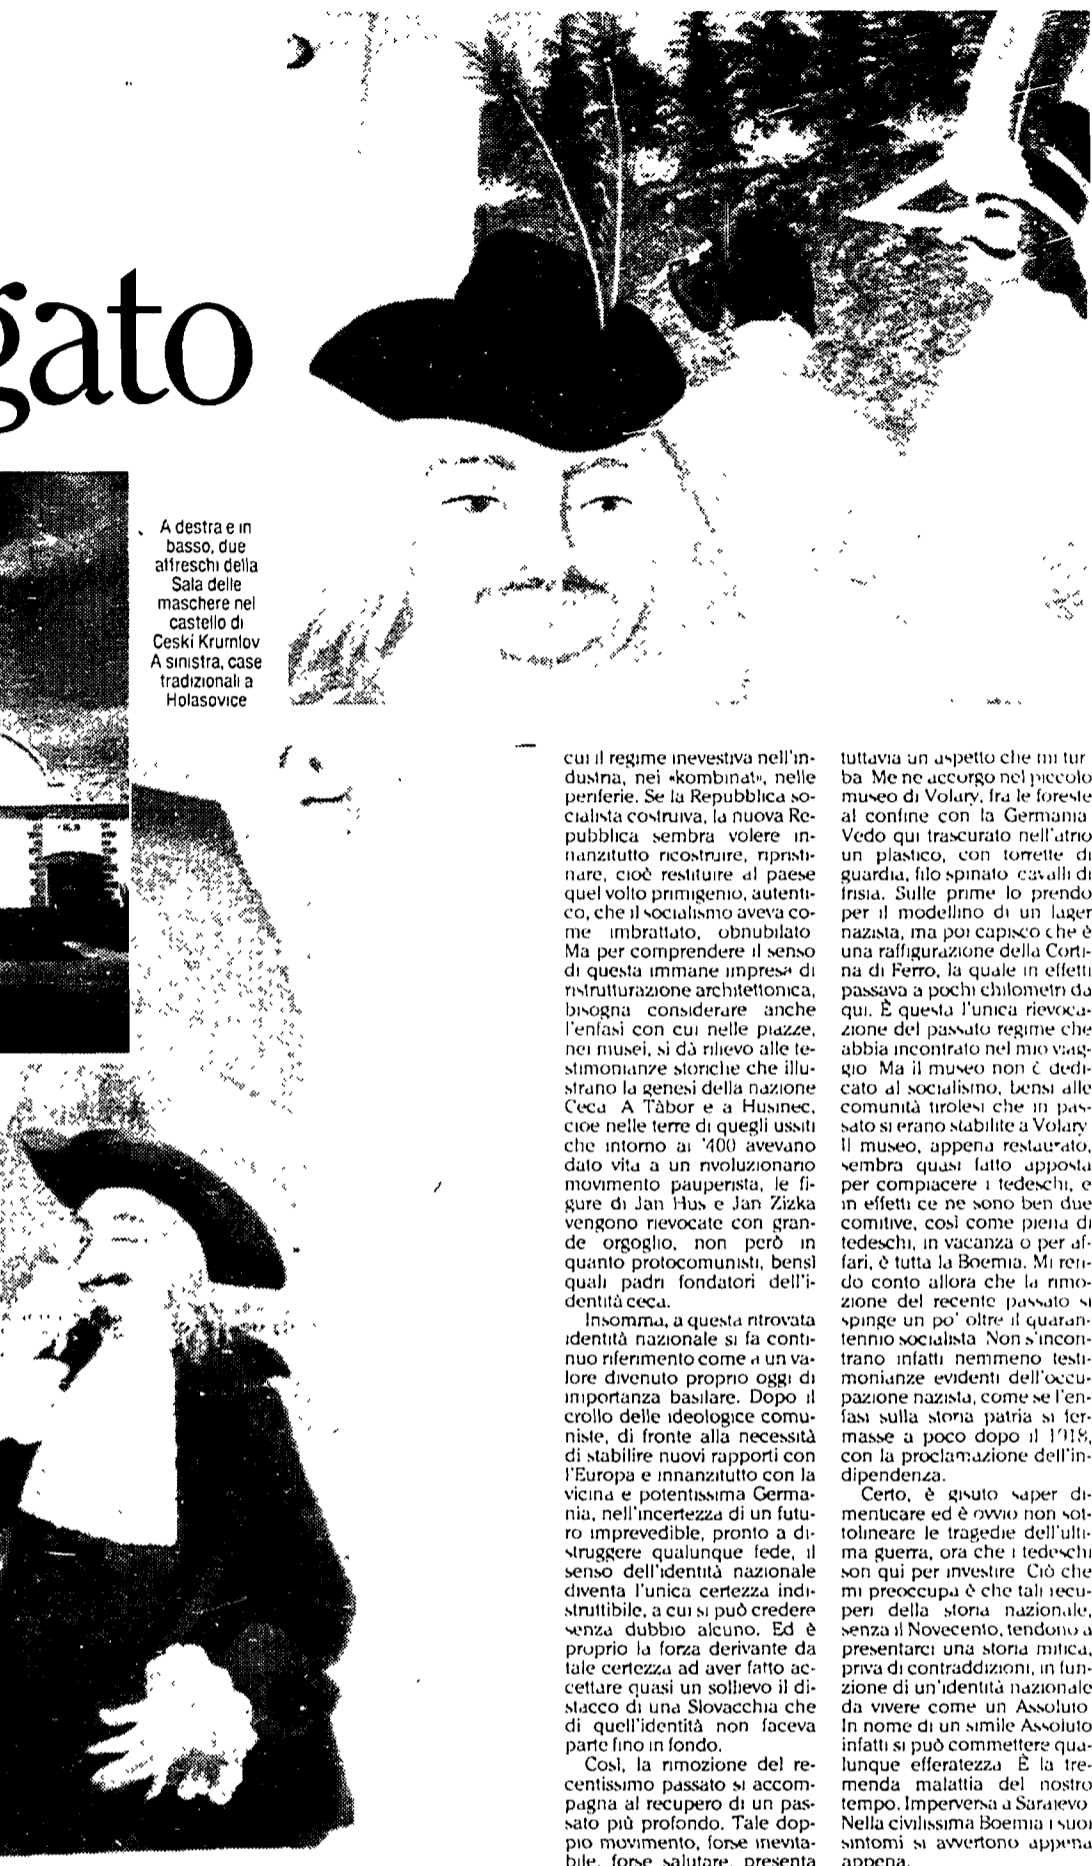 gato
A destra e in
basso, due
affreschi della
Sala delle
maschere nel
castello di
Ceski Krumlov
A sinistra, case
tradizionali a
Holasovice
cui il regime inevestiva nell'in-
dustria, nei «kombinat», nelle
periferie. Se la Repubblica so-
cialista costruiva, la nuova Re-
pubblica sembra volere in-
nanzitutto ricostruire, ripristi-
nare, cioè restituire al paese
quel volto primigenio, autenti-
co, che il socialismo aveva co-
me imbrattato, obnubilato
Ma per comprendere il senso
di questa immane impresa di
ristrutturazione architettonica,
bisogna considerare anche
l'enfasi con cui nelle piazze,
nei musei, si dà rilievo alle te-
stimonianze storiche che illu-
strano la genesi della nazione
Ceca A Tàbor e a Husinec,
cioe nelle terre di quegli ussiti
che intorno ai '400 avevano
dato vita a un rivoluzionario
movimento pauperista, le fi-
gure di Jan Hus e Jan Zizka
vengono rievocate con gran-
de orgoglio, non però in
quanto protocomunisti, bensì
quali padri fondatori dell'i-
dentità ceca.
Insomma, a questa ritrovata
identità nazionale si fa conti-
nuo riferimento come a un va-
lore divenuto proprio oggi di
importanza basilare. Dopo il
crollo delle ideologice comu-
niste, di fronte alla necessità
di stabilire nuovi rapporti con
l'Europa e innanzitutto con la
vicina e potentissima Germa-
nia, nell'incertezza di un futu-
ro imprevedibile, pronto a di-
struggere qualunque fede, il
senso dell'identità nazionale
diventa l'unica certezza indi-
struttibile, a cui si può credere
senza dubbio alcuno. Ed è
proprio la forza derivante da
tale certezza ad aver fatto ac-
cettare quasi un sollievo il di-
stacco di una Slovacchia che
di quell'identità non faceva
parte fino in fondo.
Così, la rimozione del re-
centissimo passato si accom-
pagna al recupero di un pas-
sato più profondo. Tale dop-
pio movimento, forse inevita-
bile, forse salutare, presenta
tuttavia un aspetto che mi tur
ba Me ne accorgo nel piccolo
museo di Volary, fra le foreste
al confine con la Germania
Vedo qui trascurato nell'atrio
un plastico, con torrette di
guardia, filo spinato cavalli di
frisia. Sulle prime lo prendo
per il modellino di un lager
nazista, ma poi capisco che è
una raffigurazione della Corti-
na di Ferro, la quale in effetti
passava a pochi chilometri da
qui. È questa l'unica rievoca-
zione del passato regime che
abbia incontrato nel mio viag-
gio Ma il museo non è dedi-
cato al socialismo, bensì alle
comunità tirolesi che in pas-
sato si erano stabilite a Volary
Il museo, appena restaurato,
sembra quasi fatto apposta
per compiacere i tedeschi, e
in effetti ce ne sono ben due
comitive, così come piena di
tedeschi, in vacanza o per af-
fari, è tutta la Boemia. Mi ren-
do conto allora che la rimo-
zione del recente passato si
spinge un po' oltre il quaran-
tennio socialista Non s'incon-
trano infatti nemmeno testi-
monianze evidenti dell'occu-
pazione nazista, come se l'en-
fasi sulla storia patria si fer-
masse a poco dopo il 1918,
con la proclamazione dell'in-
dipendenza.
Certo, è gisuto saper di-
menticare ed è ovvio non sot-
tolineare le tragedie dell'ulti-
ma guerra, ora che i tedeschi
son qui per investire Ciò che
mi preoccupa è che tali recu-
peri della storia nazionale,
senza il Novecento, tendono a
presentarci una storia mitica,
priva di contraddizioni, in fun-
zione di un'identità nazionale
da vivere come un Assoluto
In nome di un simile Assoluto
infatti si può commettere qua-
lunque efferatezza È la tre-
menda malattia del nostro
tempo. Imperversa a Sarajevo
Nella civilissima Boemia i suoi
sintomi si avvertono appena
appena.